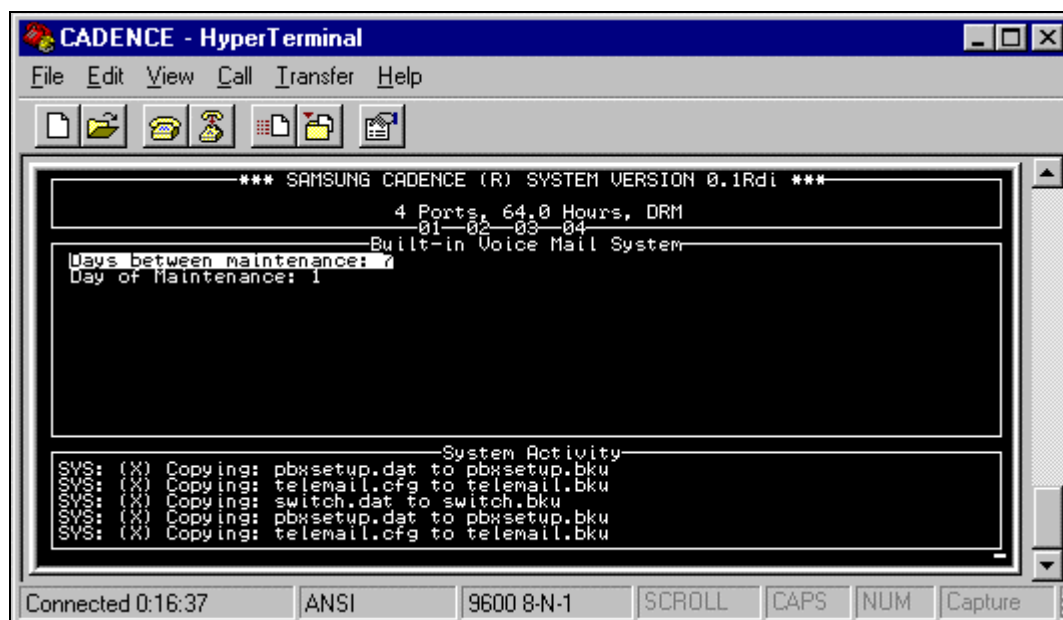 CADENCE - HyperTerminal
File Edit View Call Transfer Help
*** SAMSUNG CADENCE (R) SYSTEM VERSION 0.1Rdi ***
4 Ports, 64.0 Hours, DRM
01 02 03 04
Built-in Voice Mail System
Days between maintenance: 7
Day of Maintenance: 1
System Activity
SYS: (X) Copying: pbxsetup.dat to pbxsetup.bku
SYS: (X) Copying: telemail.cfg to telemail.bku
SYS: (X) Copying: switch.dat to switch.bku
SYS: (X) Copying: pbxsetup.dat to pbxsetup.bku
SYS: (X) Copying: telemail.cfg to telemail.bku
Connected 0:16:37 ANSI 9600 8-N-1 SCROLL CAPS NUM Capture